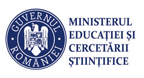 GUVERNUL ROMÂNIEI
MINISTERUL
EDUCAȚIEI ȘI
CERCETĂRII
ȘTIINȚIFICE